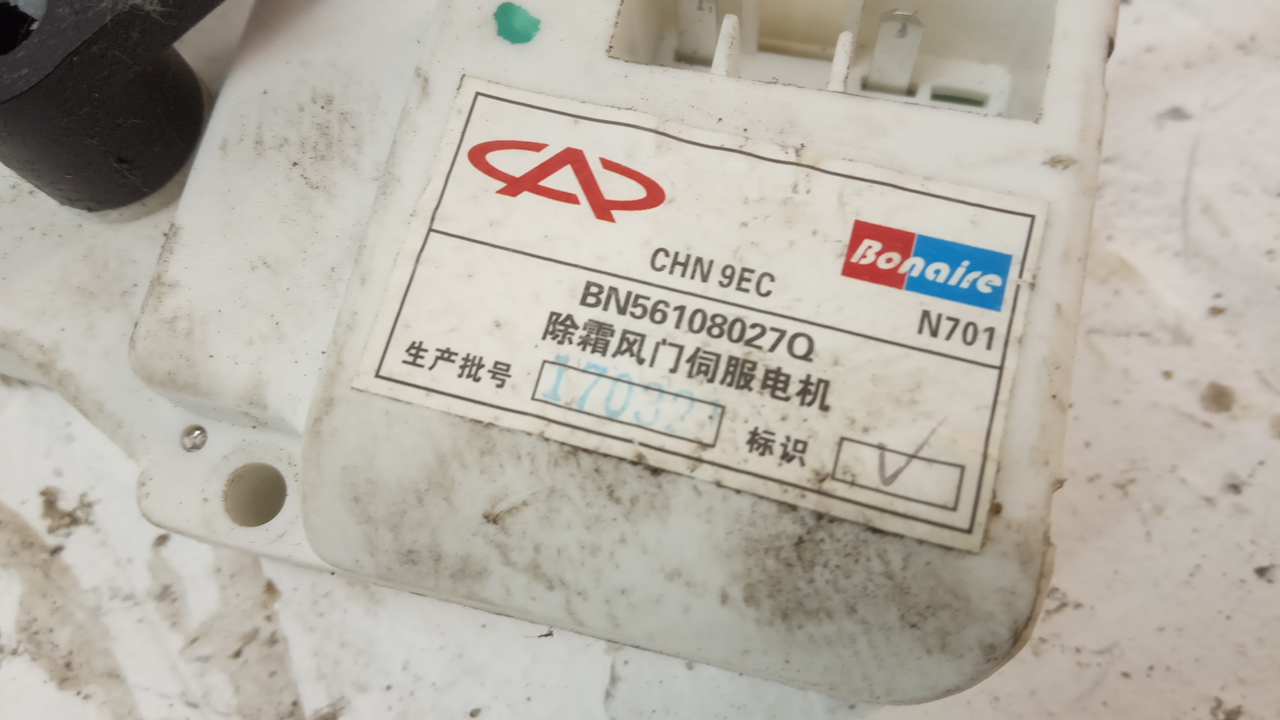 CHN 9EC
Bonaire
BN56108027Q
N701
除霜风门伺服电机
生产批号
标识